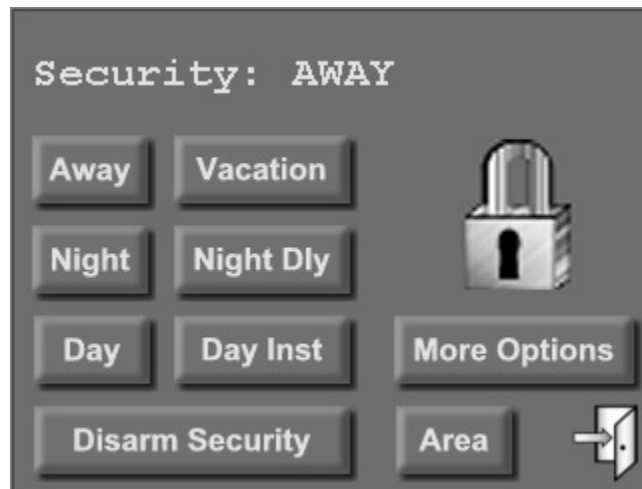 Security: AWAY
Away Vacation
Night Night Dly
Day Day Inst More Options
Disarm Security Area